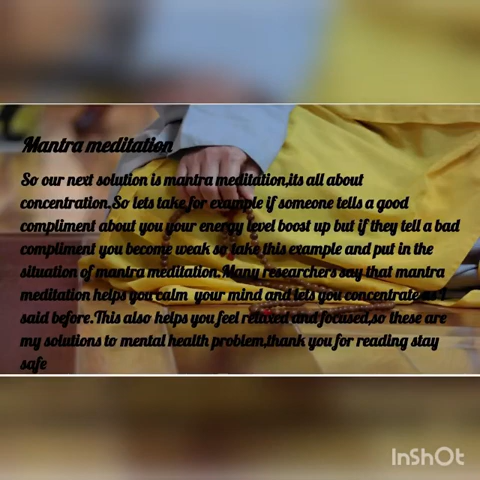 Mantra meditation
So our next solution is mantra meditation,its all about
concentration.So lets take,for example if someone tells a good
compliment about you your energy level boost up but if they tell a bad
compliment you become weak so take this example and put in the
situation of mantra meditation.Many researchers say that mantra
meditation helps you calm your mind and lets you concentrate as I
said before.This also helps you feel relaxed and focused,so these are
my solutions to mental health problem,thank you for reading stay
safe
InShOt